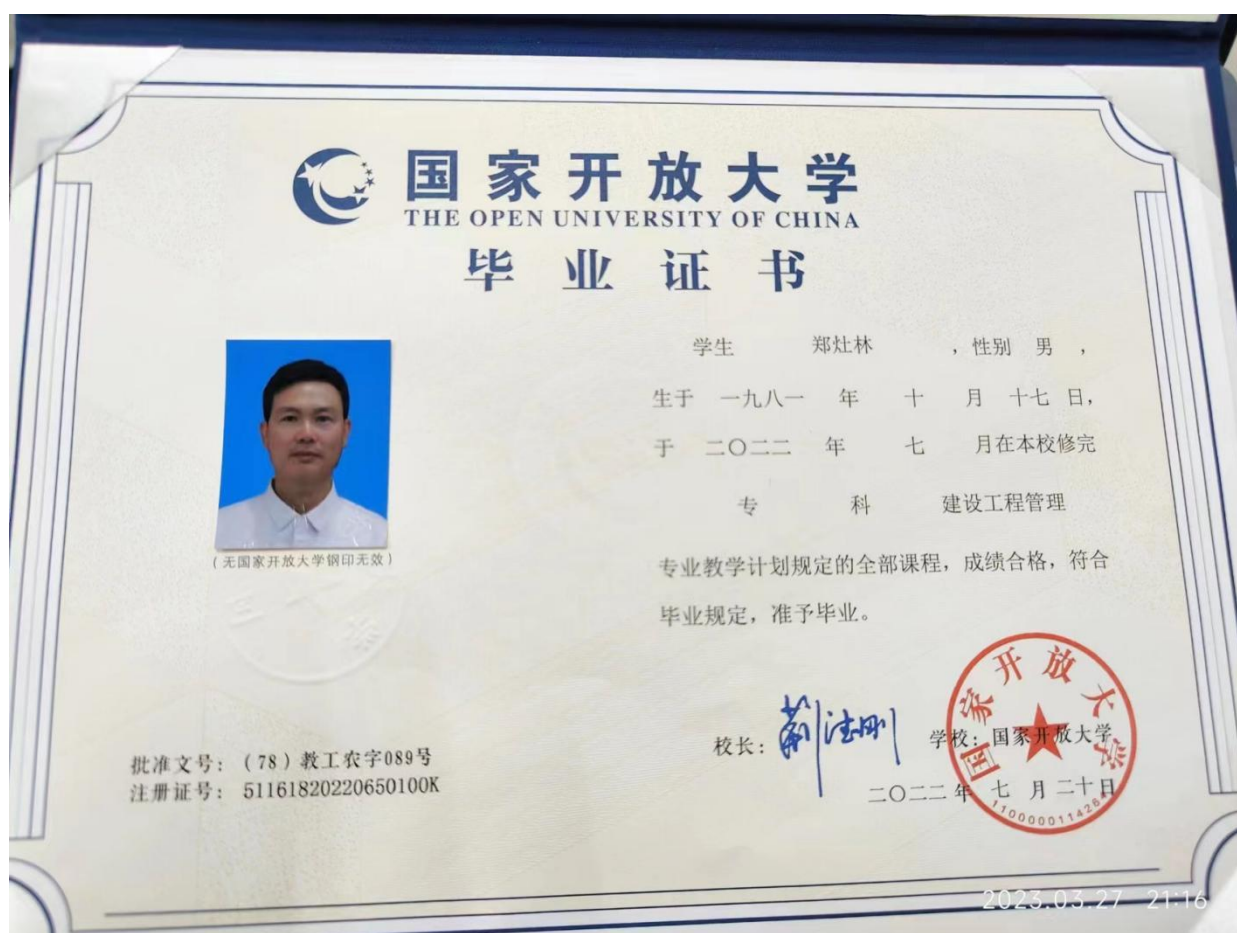 国家开放大学
THE OPEN UNIVERSITY OF CHINA
毕业证书
学生 郑灶林 ，性别 男 ，
生于 一九八一 年 十 月 十七 日，
于 二〇二二 年 七 月在本校修完
专 科 建设工程管理
专业教学计划规定的全部课程，成绩合格，符合
毕业规定，准予毕业。
（无国家开放大学钢印无效）
校长：荆德刚 学校：国家开放大学
二〇二二年 七 月 二十日
国家开放大学
批准文号：（78）教工农字089号
注册证号：51161820220650100K
2023.03.27 21:16